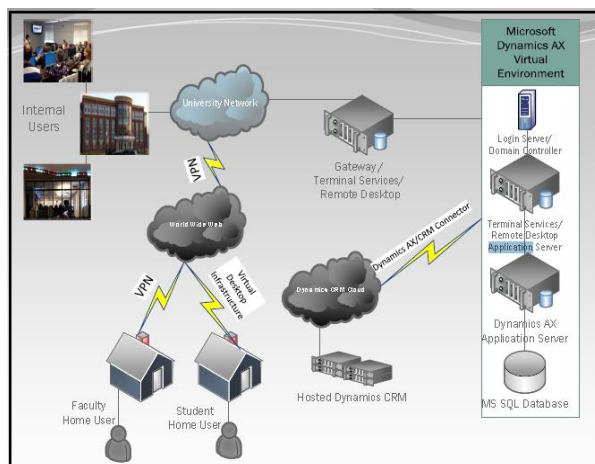 Microsoft
Dynamics AX
Virtual
Environment
Internal
Users
University Network
Login Server/
Domain Controller
Gateway/
Terminal Services/
Remote Desktop
VPN
World Wide Web
Terminal Services/
Remote Desktop
Application Server
Dynamics AX/CRM Connector
VPN
Virtual
Desktop
Infrastructure
Dynamics CRM Cloud
Dynamics AX
Application Server
Hosted Dynamics CRM
MS SQL Database
Faculty
Home User
Student
Home User